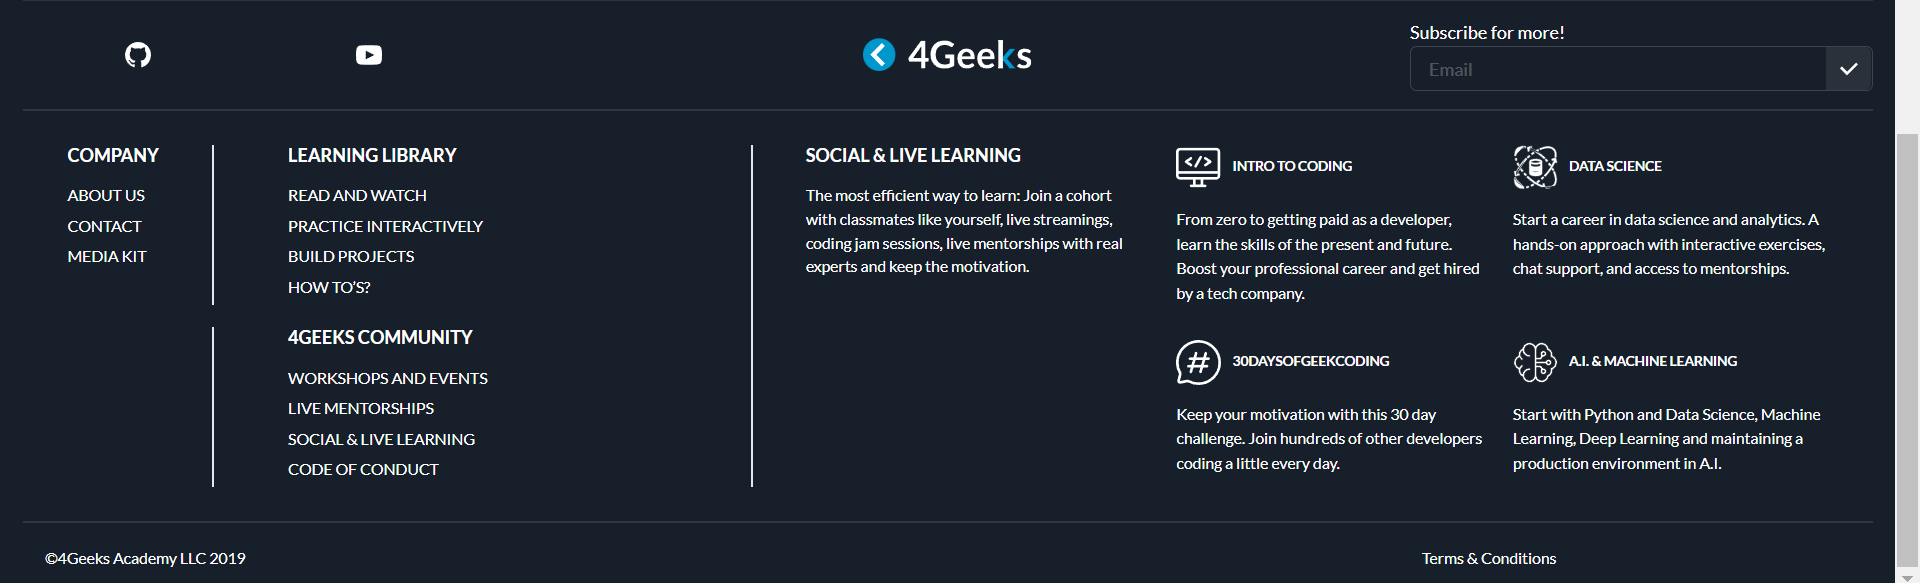 4Geeks
Subscribe for more!
Email
COMPANY
ABOUT US
CONTACT
MEDIA KIT
LEARNING LIBRARY
READ AND WATCH
PRACTICE INTERACTIVELY
BUILD PROJECTS
HOW TO’S?
4GEEKS COMMUNITY
WORKSHOPS AND EVENTS
LIVE MENTORSHIPS
SOCIAL & LIVE LEARNING
CODE OF CONDUCT
SOCIAL & LIVE LEARNING
The most efficient way to learn: Join a cohort
with classmates like yourself, live streamings,
coding jam sessions, live mentorships with real
experts and keep the motivation.
INTRO TO CODING
From zero to getting paid as a developer,
learn the skills of the present and future.
Boost your professional career and get hired
by a tech company.
DATA SCIENCE
Start a career in data science and analytics. A
hands-on approach with interactive exercises,
chat support, and access to mentorships.
30DAYSOFGEEKCODING
Keep your motivation with this 30 day
challenge. Join hundreds of other developers
coding a little every day.
A.I. & MACHINE LEARNING
Start with Python and Data Science, Machine
Learning, Deep Learning and maintaining a
production environment in A.I.
©4Geeks Academy LLC 2019
Terms & Conditions